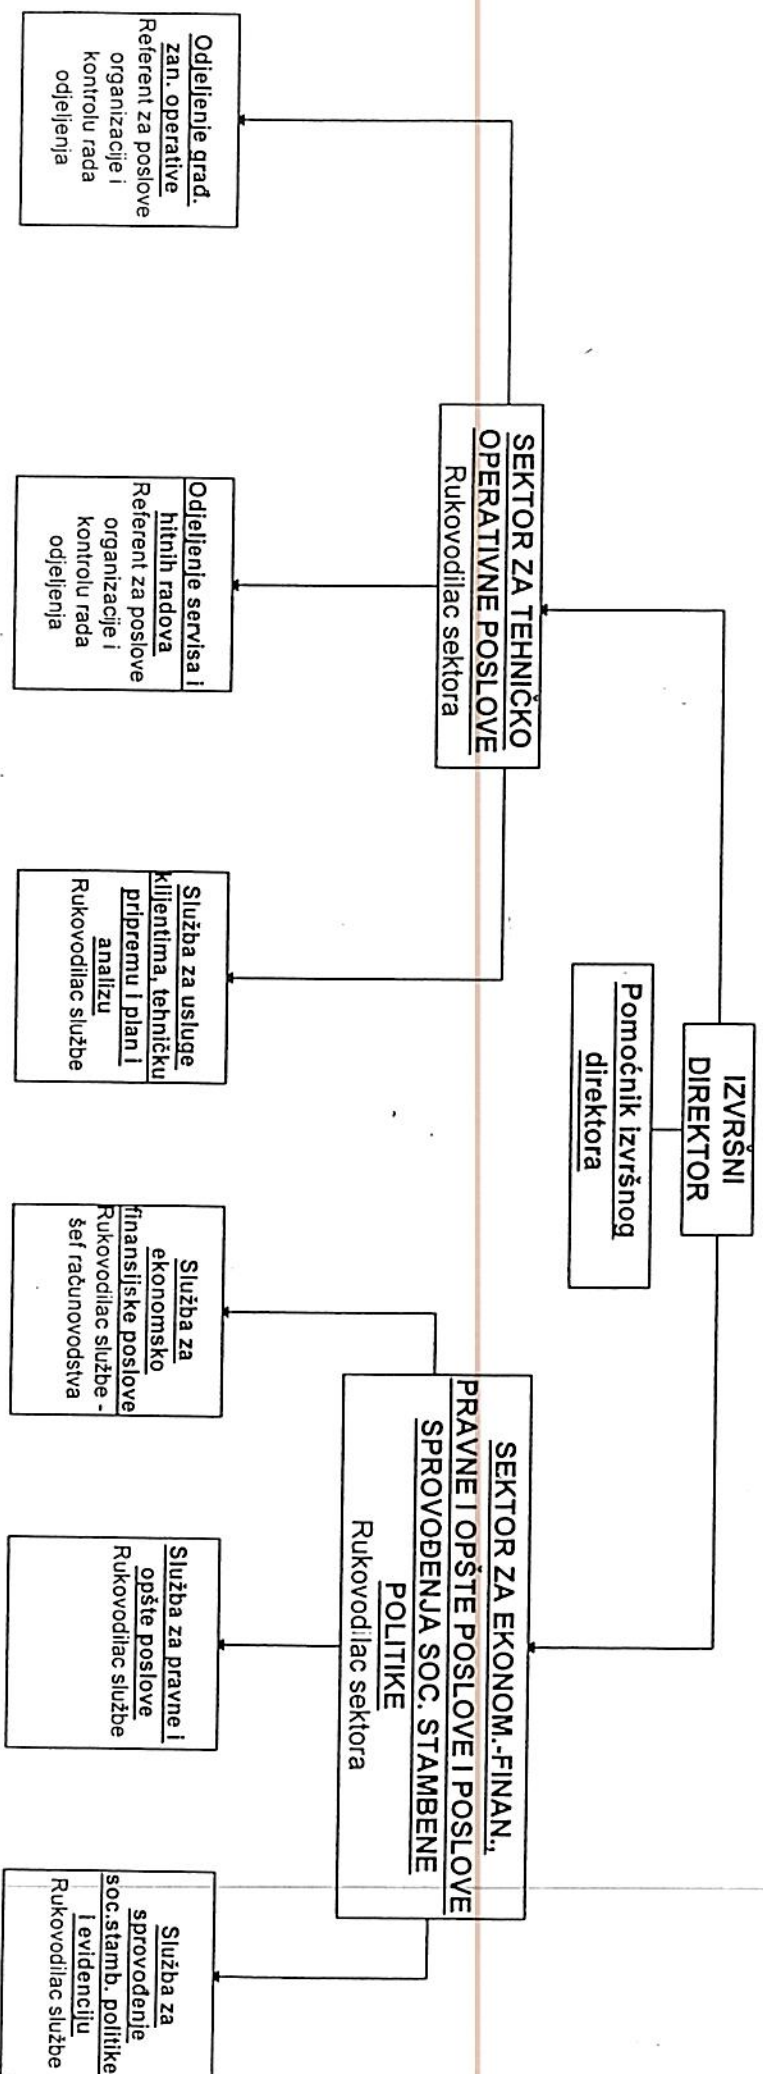 IZVRŠNI
DIREKTOR
Pomoćnik izvršnog
direktora
SEKTOR ZA TEHNIČKO
OPERATIVNE POSLOVE
Rukovodilac sektora
SEKTOR ZA EKONOM.-FINAN.,
PRAVNE I OPŠTE POSLOVE I POSLOVE
SPROVOĐENJA SOC. STAMBENE
POLITIKE
Rukovodilac sektora
Odjeljenje građ.
zan. operative
Referent za poslove
organizacije i
kontrolu rada
odjeljenja
Odjeljenje servisa i
hitnih radova
Referent za poslove
organizacije i
kontrolu rada
odjeljenja
Služba za usluge
klijentima, tehničku
pripremu i plan i
analizu
Rukovodilac službe
Služba za
ekonomsko
finansijske poslove
Rukovodilac službe -
šef računovodstva
Služba za pravne i
opšte poslove
Rukovodilac službe
Služba za
sprovođenje
soc.stamb. politike
i evidenciju
Rukovodilac službe